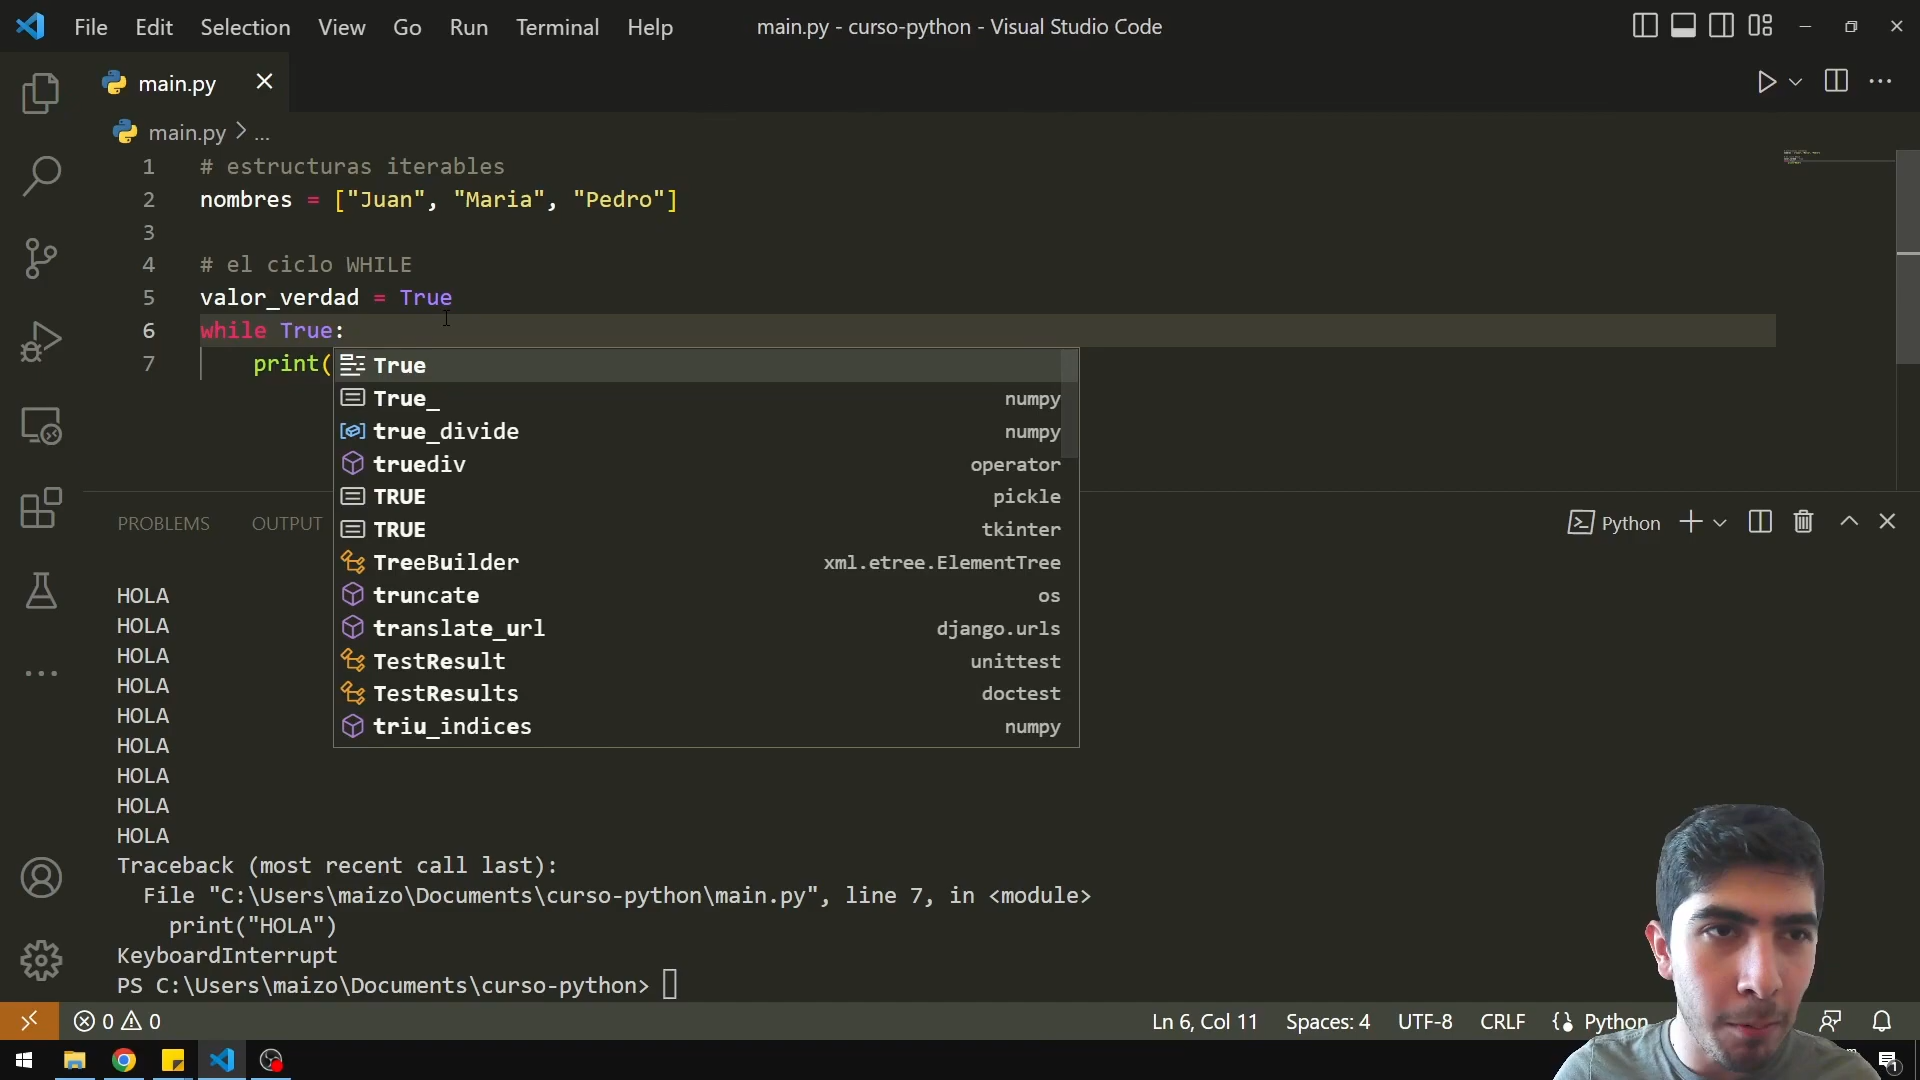 File Edit Selection View Go Run Terminal Help main.py - curso-python - Visual Studio Code
main.py
main.py > ...
1 # estructuras iterables
2 nombres = ["Juan", "Maria", "Pedro"]
3
4 # el ciclo WHILE
5 valor_verdad = True
6 while True:
7 print(
True
True_ numpy
true_divide numpy
truediv operator
TRUE pickle
TRUE tkinter
TreeBuilder xml.etree.ElementTree
truncate os
translate_url django.urls
TestResult unittest
TestResults doctest
triu_indices numpy
PROBLEMS OUTPUT Python
HOLA
HOLA
HOLA
HOLA
HOLA
HOLA
HOLA
HOLA
HOLA
Traceback (most recent call last):
File "C:\Users\maizo\Documents\curso-python\main.py", line 7, in <module>
print("HOLA")
KeyboardInterrupt
PS C:\Users\maizo\Documents\curso-python>
0 0 Ln 6, Col 11 Spaces: 4 UTF-8 CRLF {} Python
1